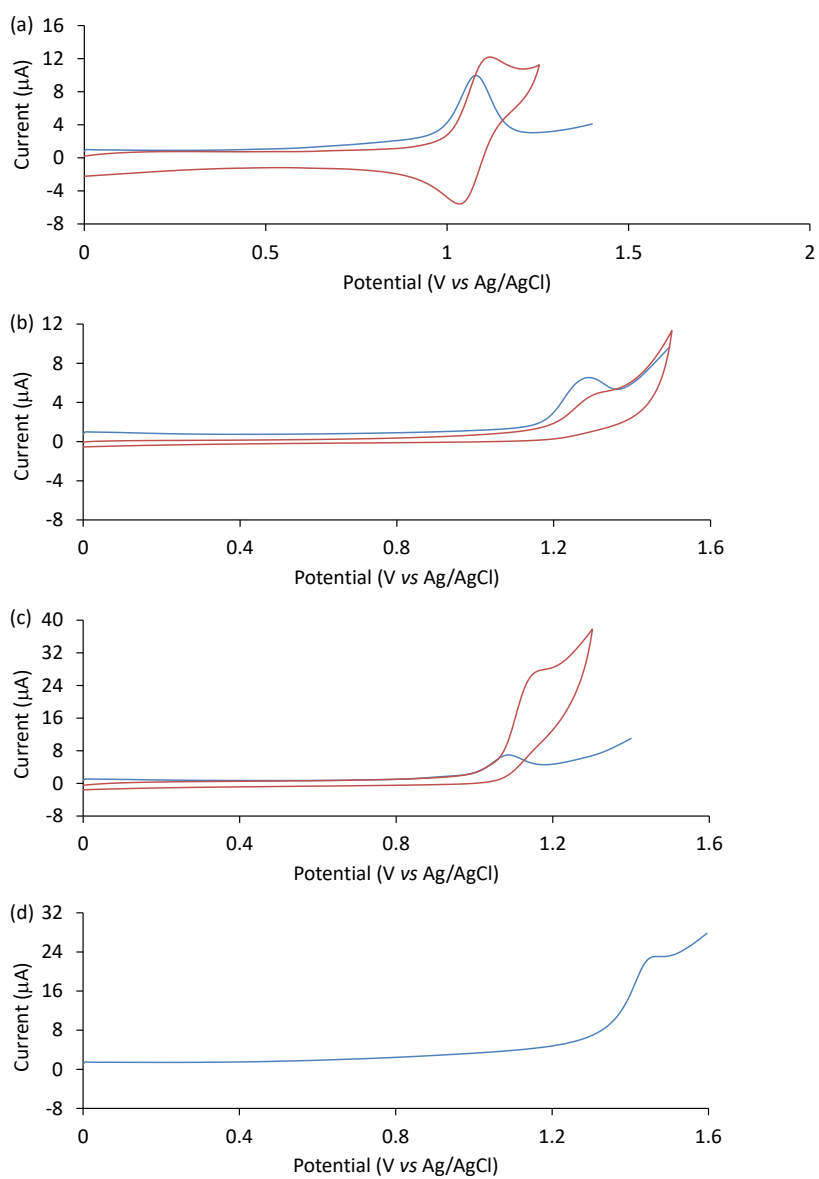 (a)
16
12
8
4
0
-4
-8
Current (μA)
0 0.5 1 1.5 2
Potential (V vs Ag/AgCl)
(b)
12
8
4
0
-4
-8
Current (μA)
0 0.4 0.8 1.2 1.6
Potential (V vs Ag/AgCl)
(c)
40
32
24
16
8
0
-8
Current (μA)
0 0.4 0.8 1.2 1.6
Potential (V vs Ag/AgCl)
(d)
32
24
16
8
0
-8
Current (μA)
0 0.4 0.8 1.2 1.6
Potential (V vs Ag/AgCl)